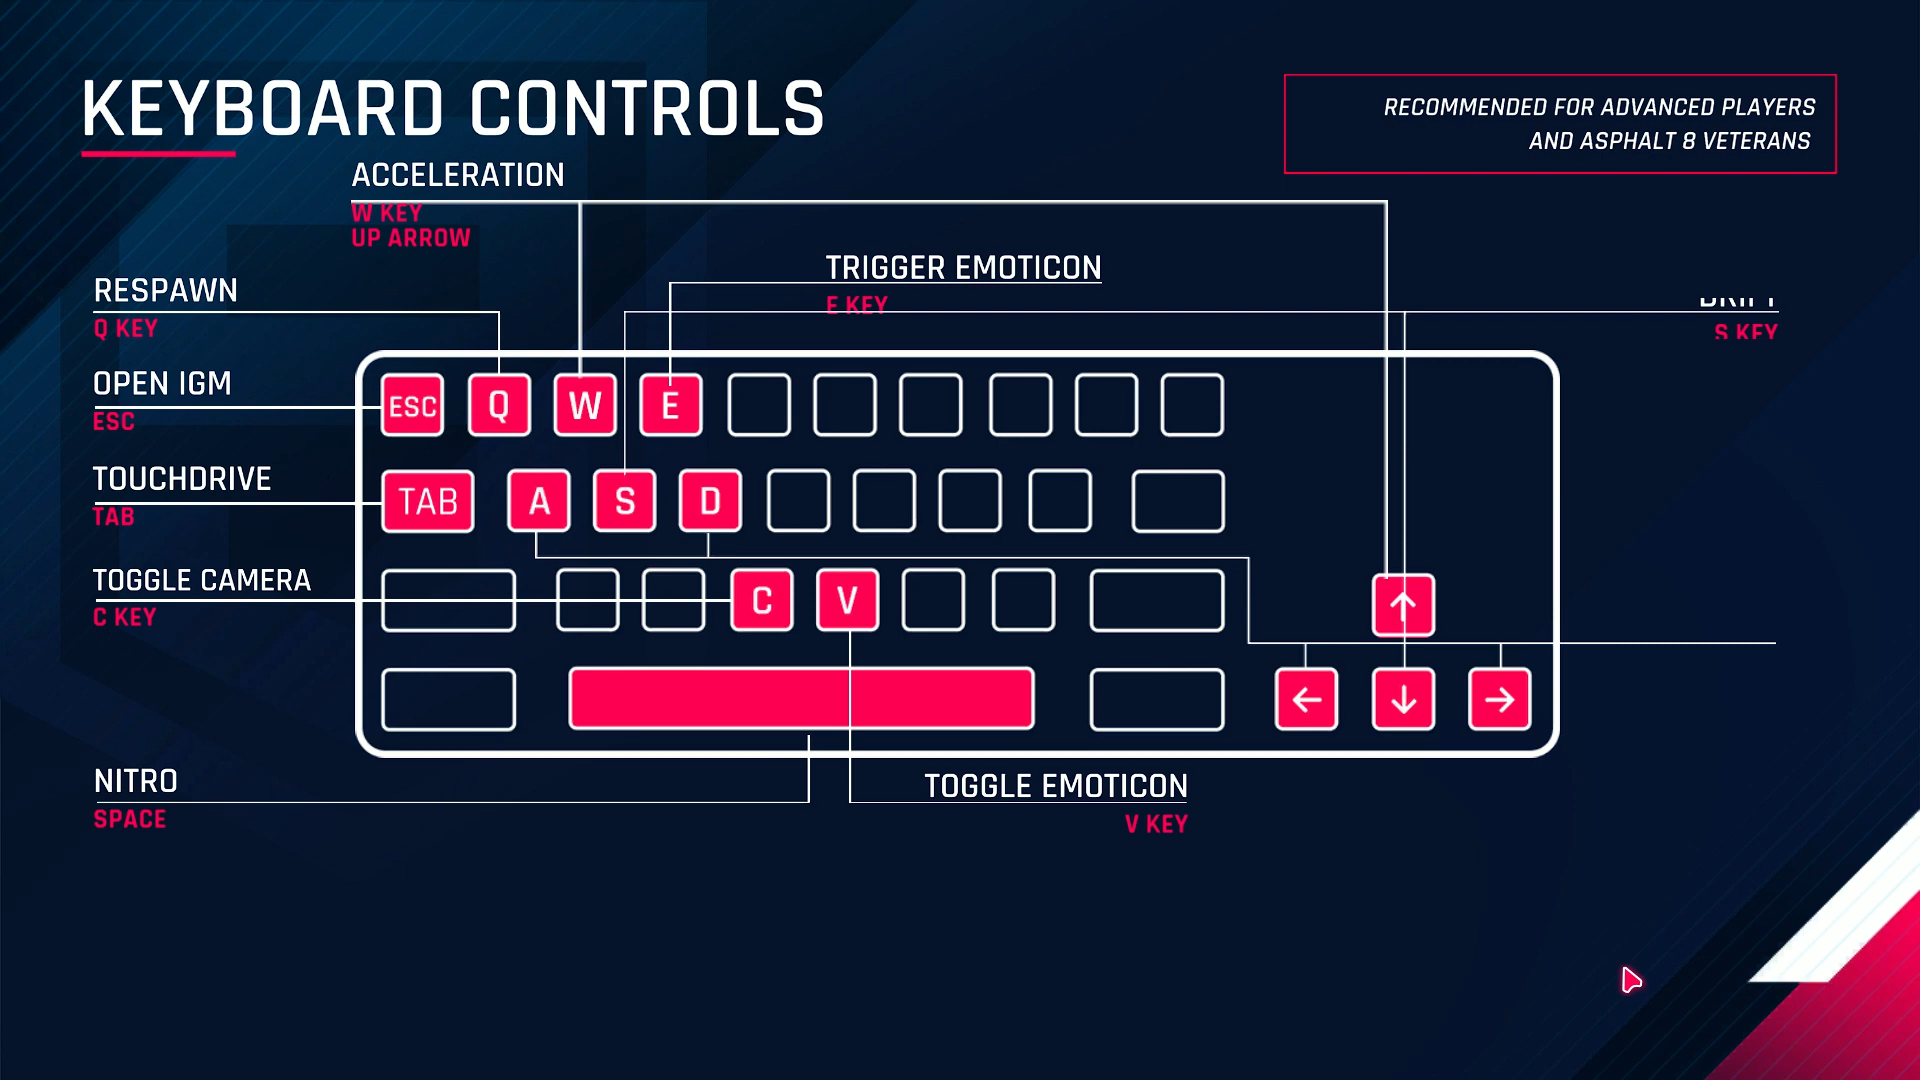 KEYBOARD CONTROLS
RECOMMENDED FOR ADVANCED PLAYERS
AND ASPHALT 8 VETERANS
ACCELERATION
W KEY
UP ARROW
TRIGGER EMOTICON
E KEY
RESPAWN
Q KEY
DRIFT
S KEY
OPEN IGM
ESC
ESC Q W E
TOUCHDRIVE
TAB
TAB A S D
TOGGLE CAMERA
C KEY
C V
NITRO
SPACE
TOGGLE EMOTICON
V KEY